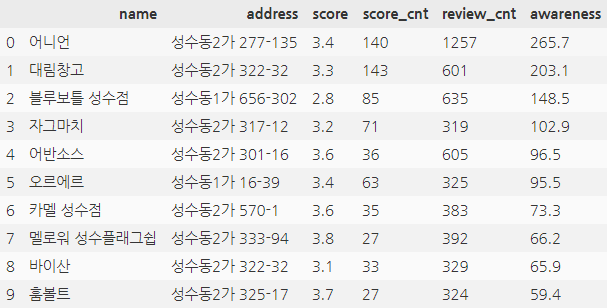 name address score score_cnt review_cnt awareness
0 어니언 성수동2가 277-135 3.4 140 1257 265.7
1 대림창고 성수동2가 322-32 3.3 143 601 203.1
2 블루보틀 성수점 성수동1가 656-302 2.8 85 635 148.5
3 자그마치 성수동2가 317-12 3.2 71 319 102.9
4 어반소스 성수동2가 301-16 3.6 36 605 96.5
5 오르에르 성수동1가 16-39 3.4 63 325 95.5
6 카멜 성수점 성수동2가 570-1 3.6 35 383 73.3
7 멜로워 성수플래그쉽 성수동2가 333-94 3.8 27 392 66.2
8 바이산 성수동2가 322-32 3.1 33 329 65.9
9 훔볼트 성수동2가 325-17 3.7 27 324 59.4